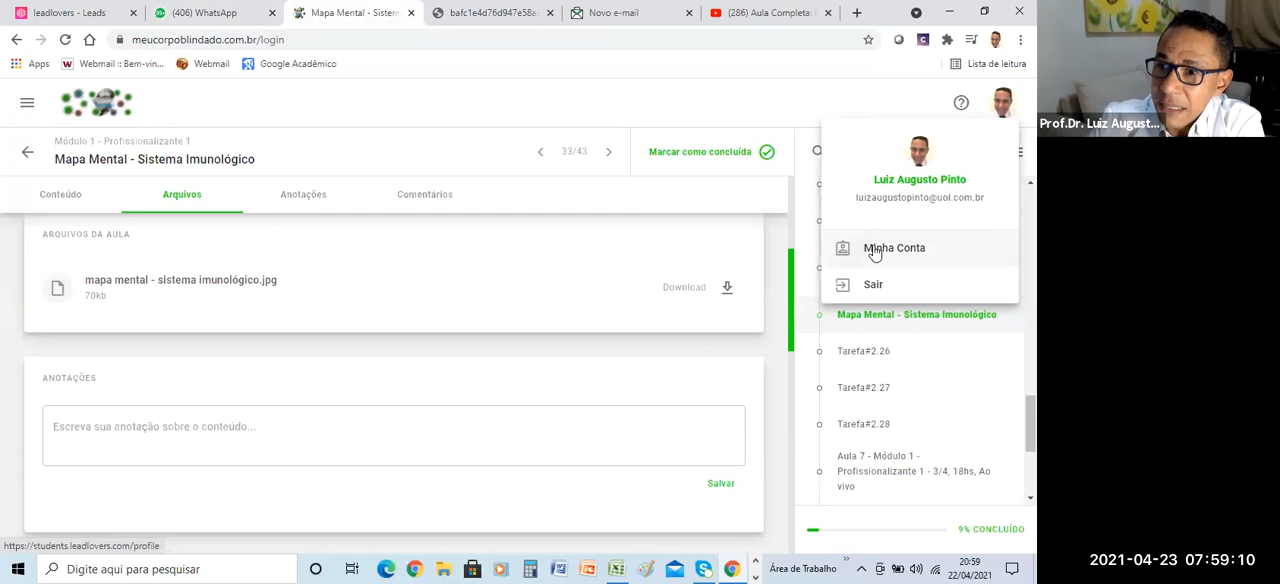 leadlovers - Leads
(406) WhatsApp
Mapa Mental - Sistem
Novo e-mail
(286) Aula Completa:
meucorpoblindado.com.br/login
Apps
Webmail :: Bem-vin...
Webmail
Google Acadêmico
Lista de leitura
Módulo 1 - Profissionalizante 1
Mapa Mental - Sistema Imunológico
33/43
Marcar como concluída
Conteúdo
Arquivos
Anotações
Comentários
ARQUIVOS DA AULA
mapa mental - sistema imunológico.jpg
70kb
Download
ANOTAÇÕES
Escreva sua anotação sobre o conteúdo...
Salvar
Luiz Augusto Pinto
luizaugustopinto@uol.com.br
Minha Conta
Sair
Mapa Mental - Sistema Imunológico
Tarefa#2.26
Tarefa#2.27
Tarefa#2.28
Aula 7 - Módulo 1 -
Profissionalizante 1 - 3/4, 18hs, Ao
vivo
9% CONCLUÍDO
https://students.leadlovers.com/profile
Digite aqui para pesquisar
Área de Trabalho
20:59
22/04/2021
Prof.Dr. Luiz August...
2021-04-23 07:59:10